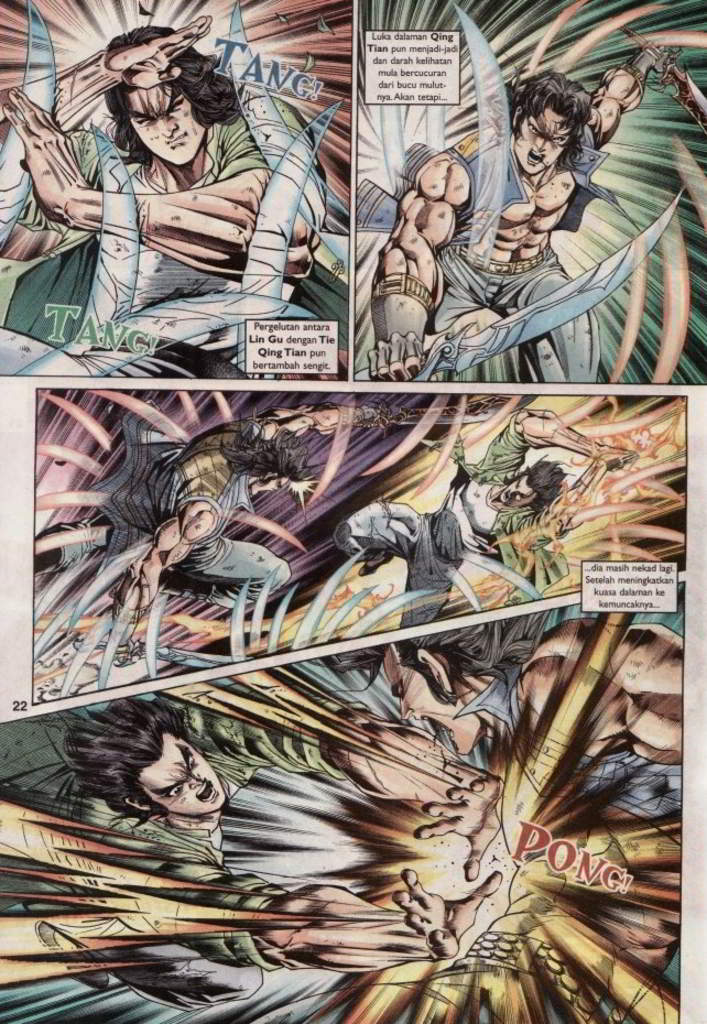 TANG!
TANG!
Pergelutan antara
Lin Gu dengan Tie
Qing Tian pun
bertambah sengit.
Luka dalaman Qing
Tian pun menjadi-jadi
dan darah kelihatan
mula bercucuran
dari bucu mulut-
nya. Akan tetapi...
...dia masih nekad lagi.
Setelah meningkatkan
kuasa dalaman ke
kemuncaknya...
22
PONG!